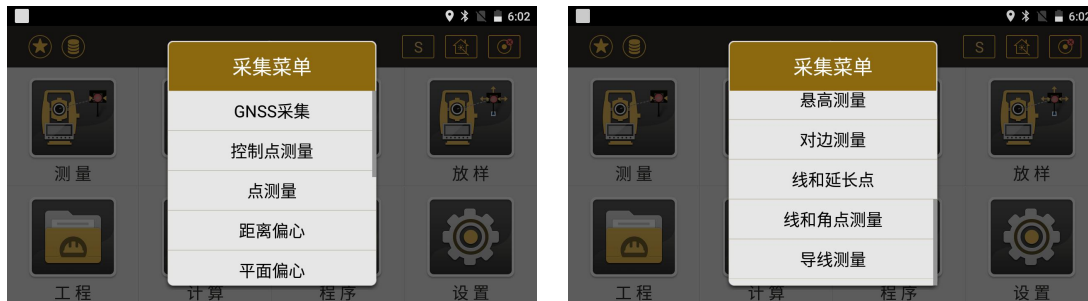 6:02
S
采集菜单
GNSS采集
控制点测量
点测量
距离偏心
平面偏心
测量
放样
工程
计算
程序
设置
6:02
S
采集菜单
悬高测量
对边测量
线和延长点
线和角点测量
导线测量
测量
放样
工程
计算
程序
设置